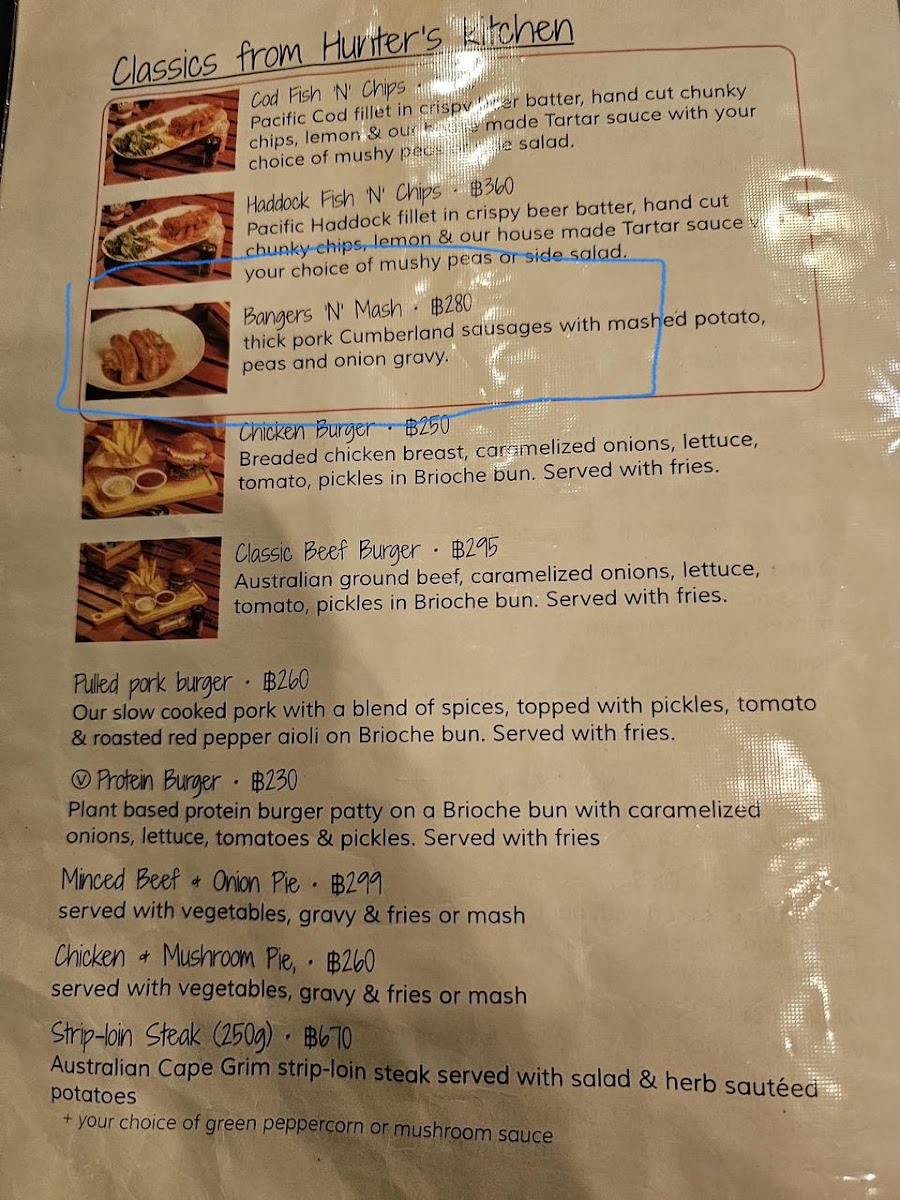 Classics from Hunter's Kitchen
Cod Fish 'N' Chips ·
Pacific Cod fillet in crispy beer batter, hand cut chunky
chips, lemon & our house made Tartar sauce with your
choice of mushy peas side salad.
Haddock Fish 'N' Chips · ฿360
Pacific Haddock fillet in crispy beer batter, hand cut
chunky chips, lemon & our house made Tartar sauce
your choice of mushy peas or side salad.
Bangers 'N' Mash · ฿280
thick pork Cumberland sausages with mashed potato,
peas and onion gravy.
Chicken Burger · ฿250
Breaded chicken breast, caramelized onions, lettuce,
tomato, pickles in Brioche bun. Served with fries.
Classic Beef Burger · ฿295
Australian ground beef, caramelized onions, lettuce,
tomato, pickles in Brioche bun. Served with fries.
Pulled pork burger · ฿260
Our slow cooked pork with a blend of spices, topped with pickles, tomato
& roasted red pepper aioli on Brioche bun. Served with fries.
Ⓥ Protein Burger · ฿230
Plant based protein burger patty on a Brioche bun with caramelized
onions, lettuce, tomatoes & pickles. Served with fries
Minced Beef & Onion Pie · ฿299
served with vegetables, gravy & fries or mash
Chicken & Mushroom Pie, · ฿260
served with vegetables, gravy & fries or mash
Strip-loin Steak (250g) · ฿670
Australian Cape Grim strip-loin steak served with salad & herb sautéed
potatoes
+ your choice of green peppercorn or mushroom sauce